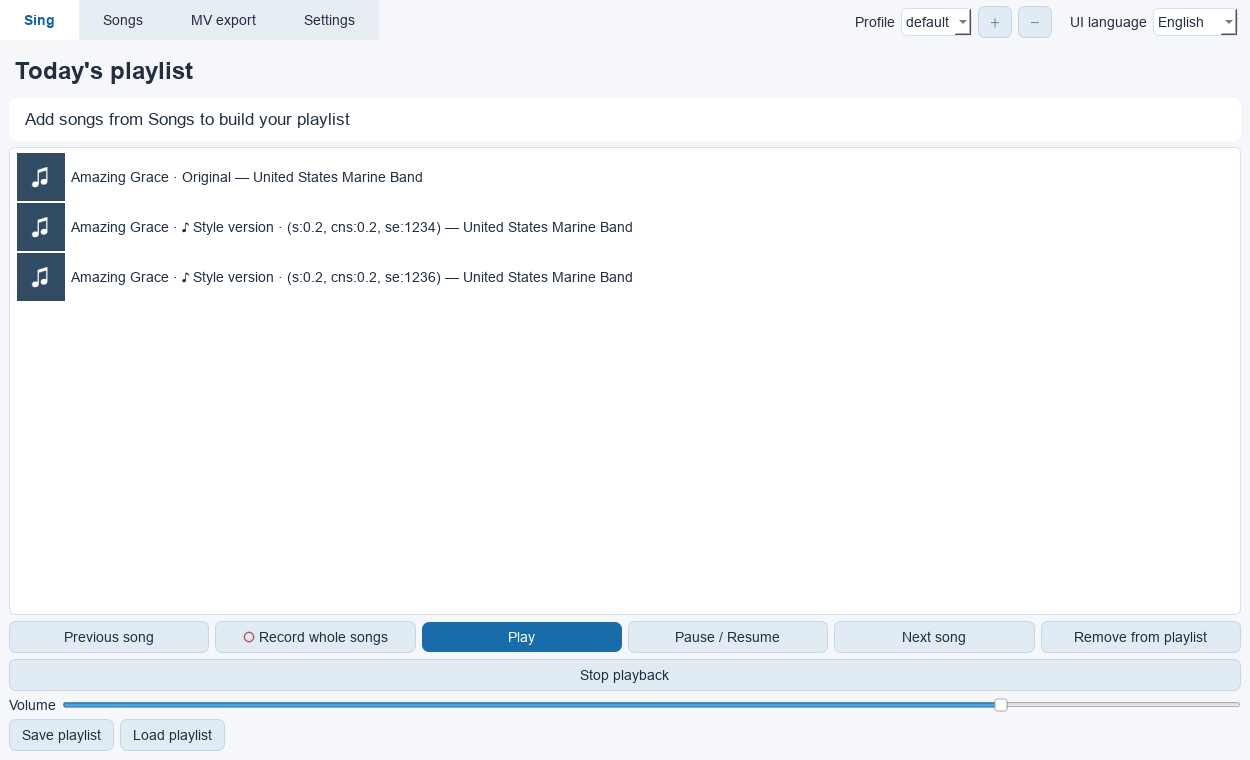 Sing Songs MV export Settings Profile default + − UI language English
Today's playlist
Add songs from Songs to build your playlist
Amazing Grace · Original — United States Marine Band
Amazing Grace · ♪ Style version · (s:0.2, cns:0.2, se:1234) — United States Marine Band
Amazing Grace · ♪ Style version · (s:0.2, cns:0.2, se:1236) — United States Marine Band
Previous song Record whole songs Play Pause / Resume Next song Remove from playlist
Stop playback
Volume
Save playlist Load playlist